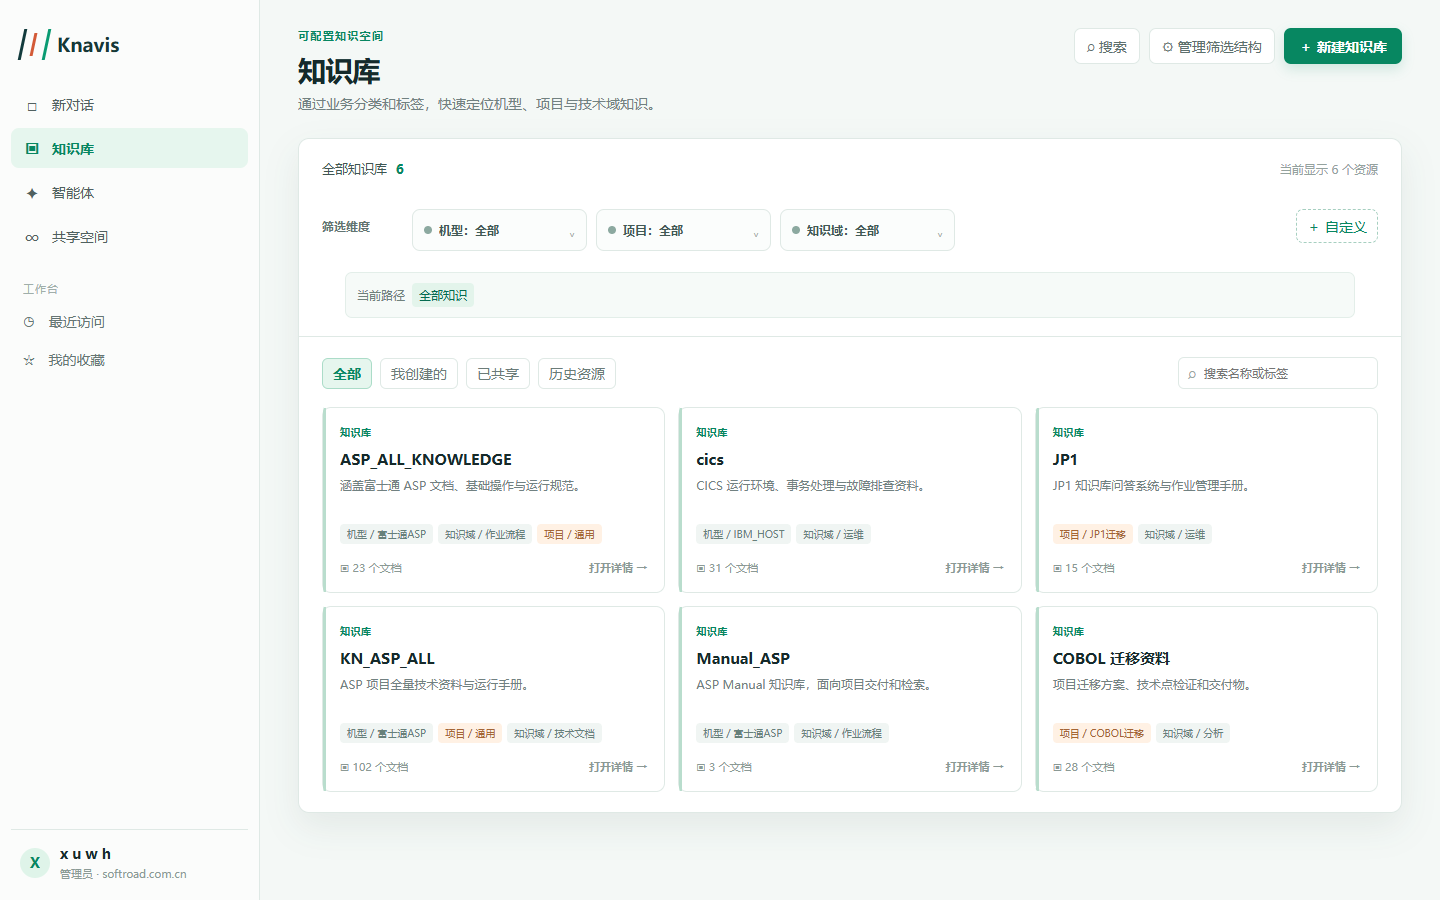 Knavis
新对话
知识库
智能体
共享空间
工作台
最近访问
我的收藏
X
x u w h
管理员 · softroad.com.cn
可配置知识空间
知识库
通过业务分类和标签，快速定位机型、项目与技术域知识。
搜索
管理筛选结构
+ 新建知识库
全部知识库 6
当前显示 6 个资源
筛选维度
机型：全部
项目：全部
知识域：全部
+ 自定义
当前路径 全部知识
全部
我创建的
已共享
历史资源
搜索名称或标签
知识库
ASP_ALL_KNOWLEDGE
涵盖富士通 ASP 文档、基础操作与运行规范。
机型 / 富士通ASP 知识域 / 作业流程 项目 / 通用
23 个文档 打开详情 →
知识库
cics
CICS 运行环境、事务处理与故障排查资料。
机型 / IBM_HOST 知识域 / 运维
31 个文档 打开详情 →
知识库
JP1
JP1 知识库问答系统与作业管理手册。
项目 / JP1迁移 知识域 / 运维
15 个文档 打开详情 →
知识库
KN_ASP_ALL
ASP 项目全量技术资料与运行手册。
机型 / 富士通ASP 项目 / 通用 知识域 / 技术文档
102 个文档 打开详情 →
知识库
Manual_ASP
ASP Manual 知识库，面向项目交付和检索。
机型 / 富士通ASP 知识域 / 作业流程
3 个文档 打开详情 →
知识库
COBOL 迁移资料
项目迁移方案、技术点检证和交付物。
项目 / COBOL迁移 知识域 / 分析
28 个文档 打开详情 →